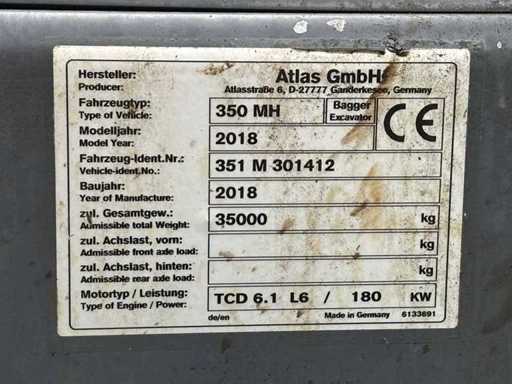 Hersteller: Atlas GmbH
Producer: Atlasstraße 6, D-27777 Ganderkesee, Germany
Fahrzeugtyp: 350 MH Bagger CE
Type of Vehicle: Excavator
Modelljahr: 2018
Model Year:
Fahrzeug-ident.Nr.: 351 M 301412
Vehicle-ident.No.:
Baujahr: 2018
Year of Manufacture:
zul. Gesamtgew.: 35000 kg
Admissible total Weight:
zul. Achslast, vorn: kg
Admissible front axle load:
zul. Achslast, hinten: kg
Admissible rear axle load:
Motortyp / Leistung: TCD 6.1 L6 / 180 KW
Type of Engine / Power:
de/en Made in Germany 6133691